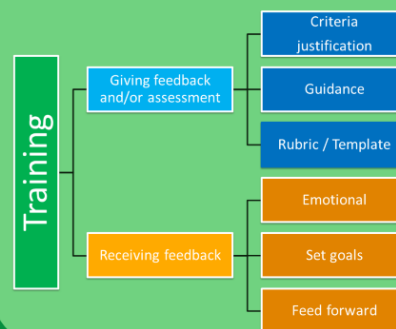 Training
Giving feedback
and/or assessment
Criteria
justification
Guidance
Rubric / Template
Receiving feedback
Emotional
Set goals
Feed forward